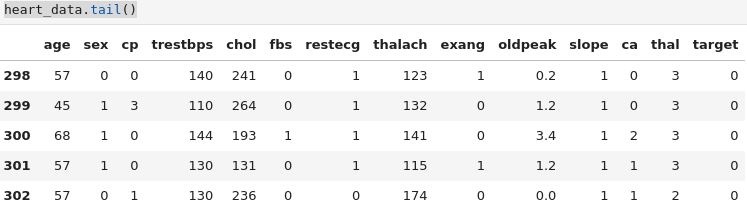 heart_data.tail()
age sex cp trestbps chol fbs restecg thalach exang oldpeak slope ca thal target
298 57 0 0 140 241 0 1 123 1 0.2 1 0 3 0
299 45 1 3 110 264 0 1 132 0 1.2 1 0 3 0
300 68 1 0 144 193 1 1 141 0 3.4 1 2 3 0
301 57 1 0 130 131 0 1 115 1 1.2 1 1 3 0
302 57 0 1 130 236 0 0 174 0 0.0 1 1 2 0